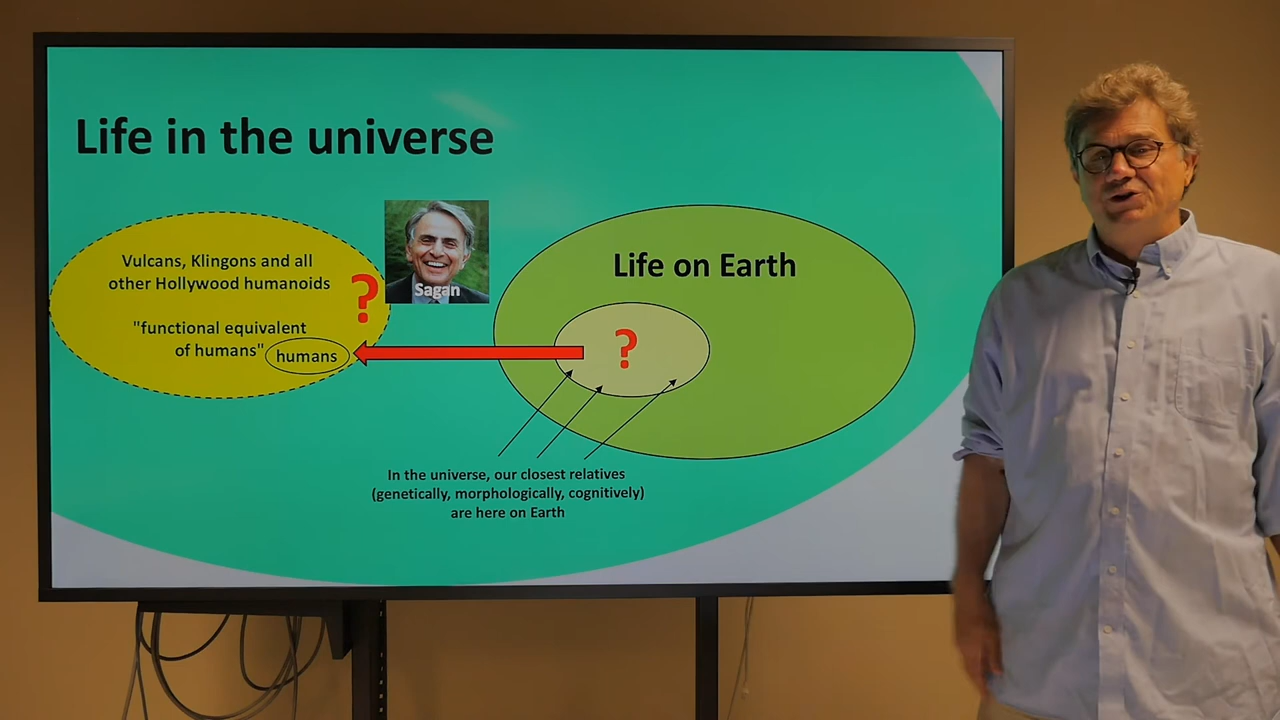 Life in the universe
Vulcans, Klingons and all
other Hollywood humanoids
?
"functional equivalent
of humans"
humans
Sagan
Life on Earth
?
In the universe, our closest relatives
(genetically, morphologically, cognitively)
are here on Earth